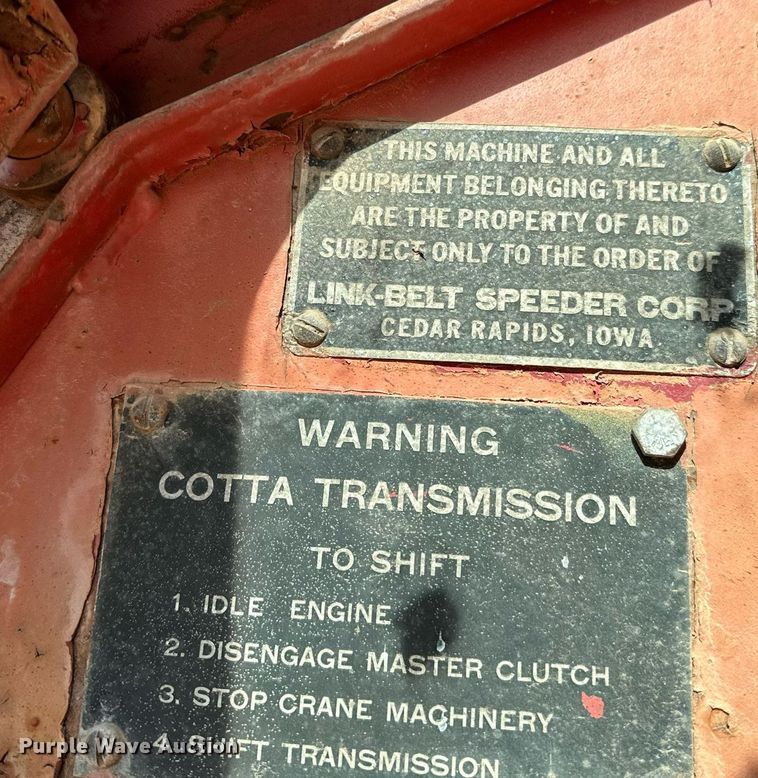 THIS MACHINE AND ALL
EQUIPMENT BELONGING THERETO
ARE THE PROPERTY OF AND
SUBJECT ONLY TO THE ORDER OF
LINK-BELT SPEEDER CORP
CEDAR RAPIDS, IOWA
WARNING
COTTA TRANSMISSION
TO SHIFT
1. IDLE ENGINE
2. DISENGAGE MASTER CLUTCH
3. STOP CRANE MACHINERY
4. SHIFT TRANSMISSION
Purple Wave Auction